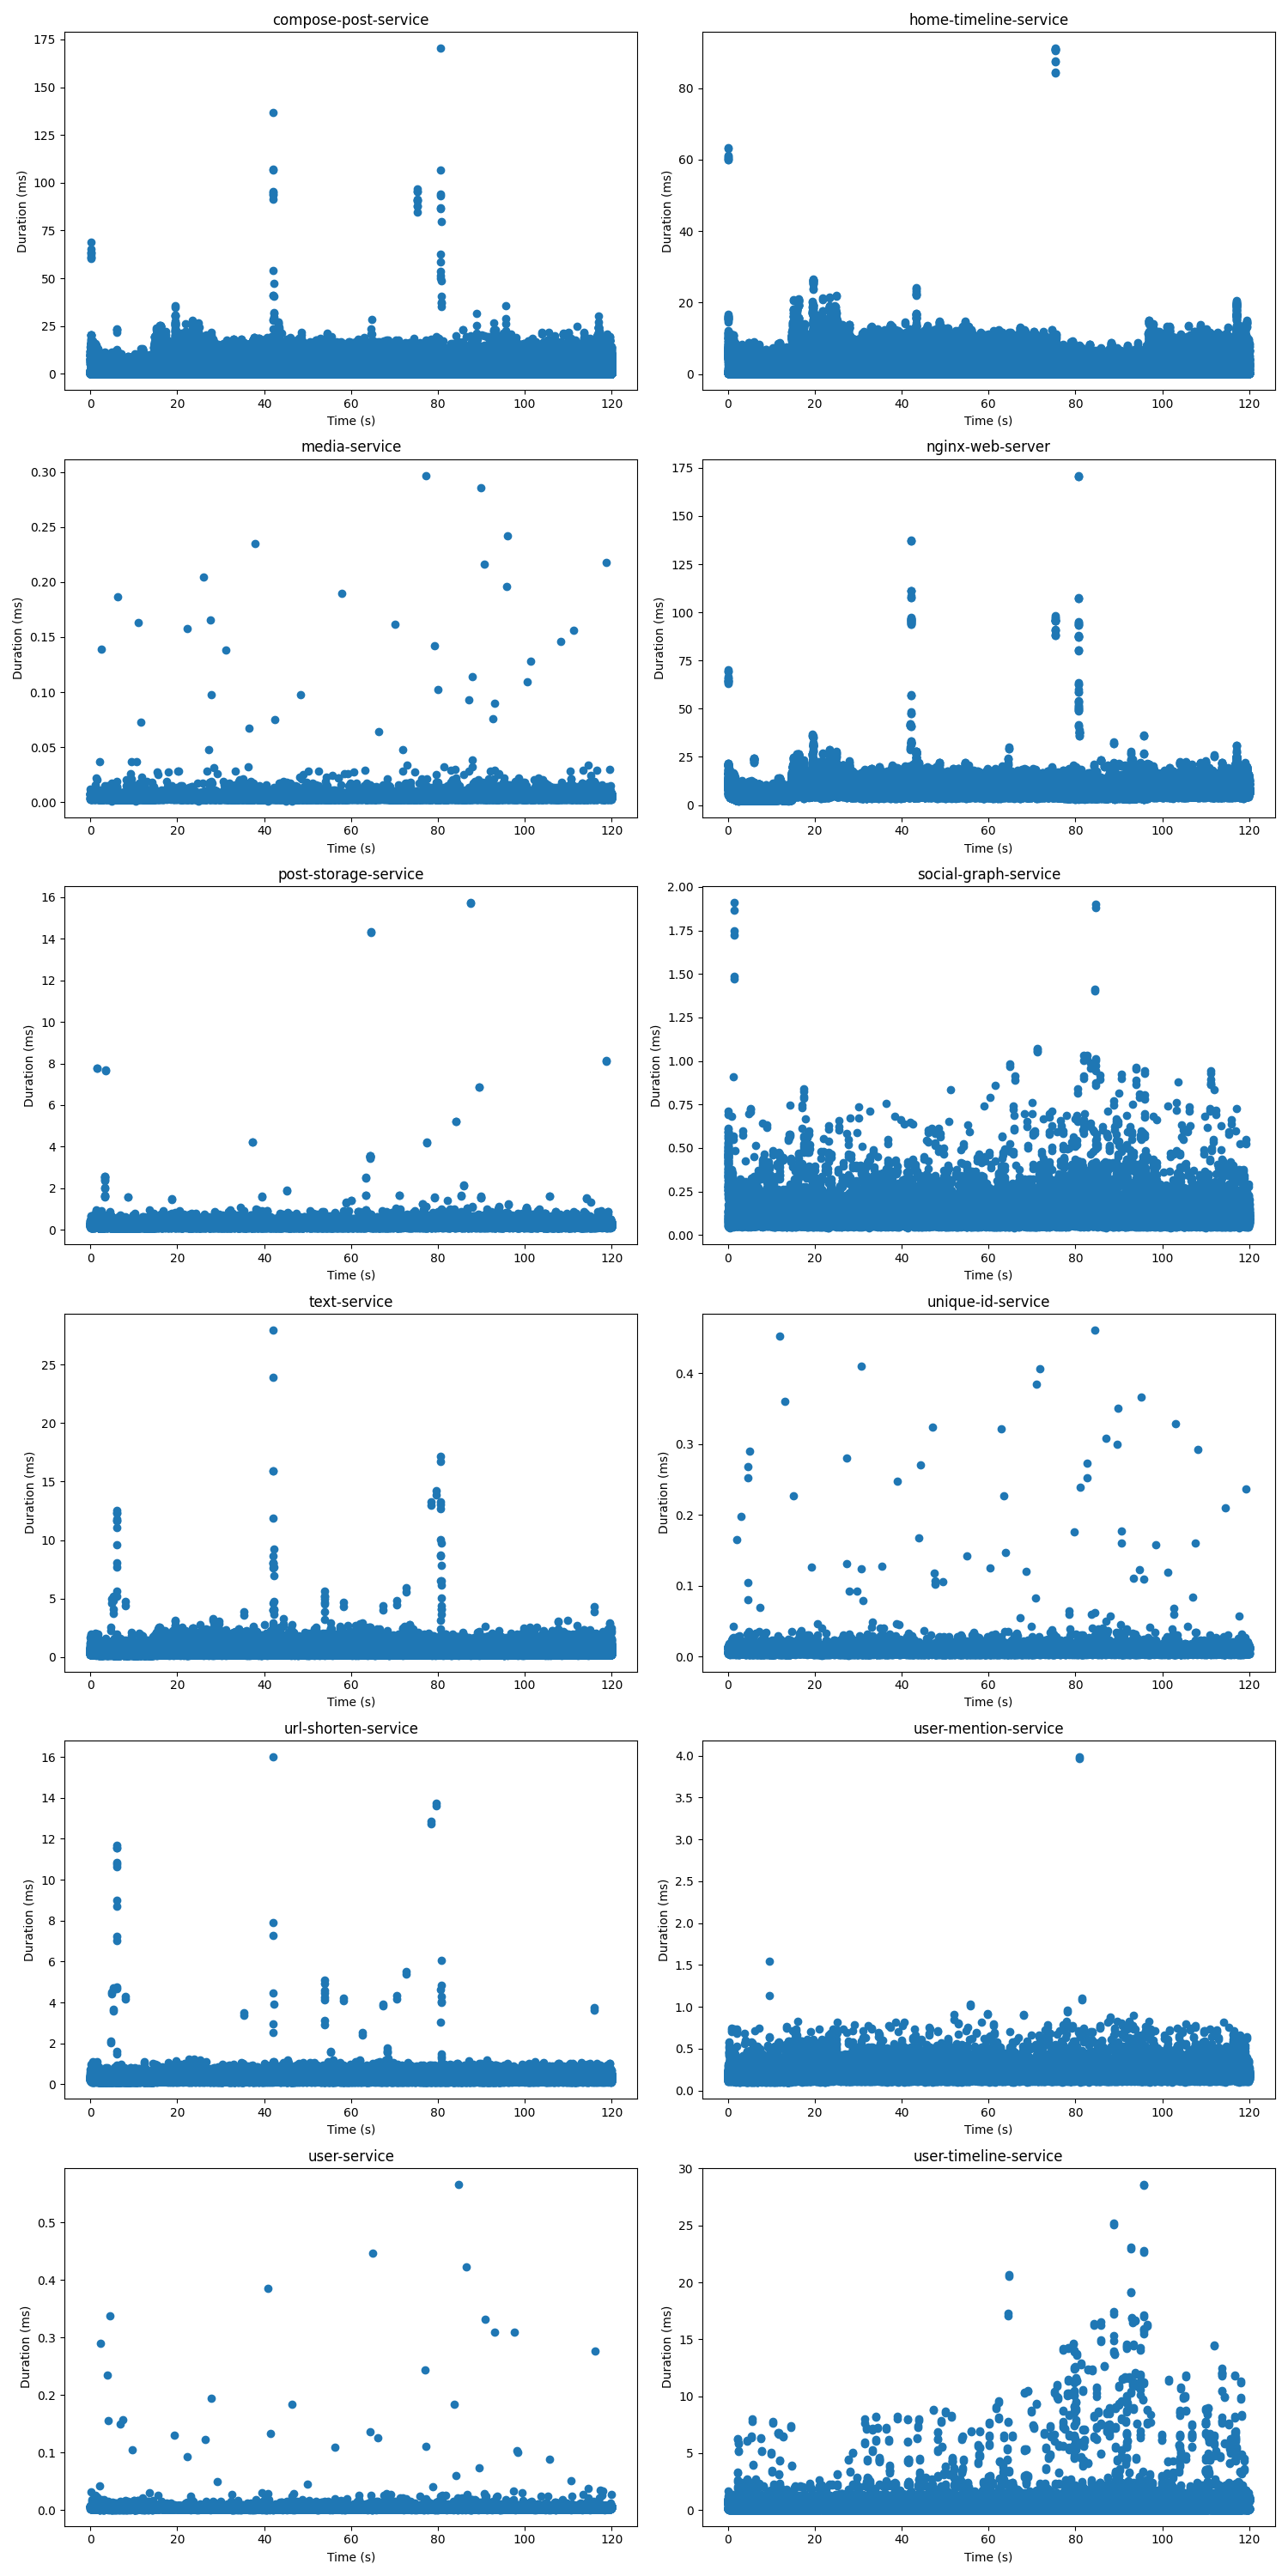 compose-post-service
175
150
125
100
75
50
25
0
Duration (ms)
0 20 40 60 80 100 120
Time (s)
home-timeline-service
80
60
40
20
0
Duration (ms)
0 20 40 60 80 100 120
Time (s)
media-service
0.30
0.25
0.20
0.15
0.10
0.05
0.00
Duration (ms)
0 20 40 60 80 100 120
Time (s)
nginx-web-server
175
150
125
100
75
50
25
0
Duration (ms)
0 20 40 60 80 100 120
Time (s)
post-storage-service
16
14
12
10
8
6
4
2
0
Duration (ms)
0 20 40 60 80 100 120
Time (s)
social-graph-service
2.00
1.75
1.50
1.25
1.00
0.75
0.50
0.25
0.00
Duration (ms)
0 20 40 60 80 100 120
Time (s)
text-service
25
20
15
10
5
0
Duration (ms)
0 20 40 60 80 100 120
Time (s)
unique-id-service
0.4
0.3
0.2
0.1
0.0
Duration (ms)
0 20 40 60 80 100 120
Time (s)
url-shorten-service
16
14
12
10
8
6
4
2
0
Duration (ms)
0 20 40 60 80 100 120
Time (s)
user-mention-service
4.0
3.5
3.0
2.5
2.0
1.5
1.0
0.5
0.0
Duration (ms)
0 20 40 60 80 100 120
Time (s)
user-service
0.5
0.4
0.3
0.2
0.1
0.0
Duration (ms)
0 20 40 60 80 100 120
Time (s)
user-timeline-service
30
25
20
15
10
5
0
Duration (ms)
0 20 40 60 80 100 120
Time (s)